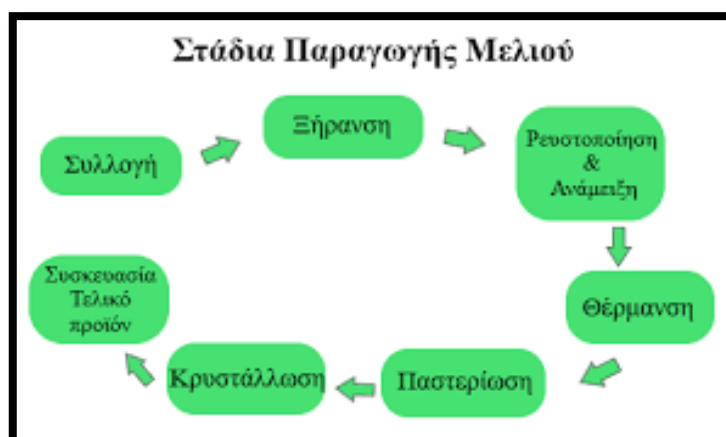 Στάδια Παραγωγής Μελιού
Συλλογή
Ξήρανση
Ρευστοποίηση
&
Ανάμειξη
Θέρμανση
Παστερίωση
Κρυστάλλωση
Συσκευασία
Τελικό
προϊόν